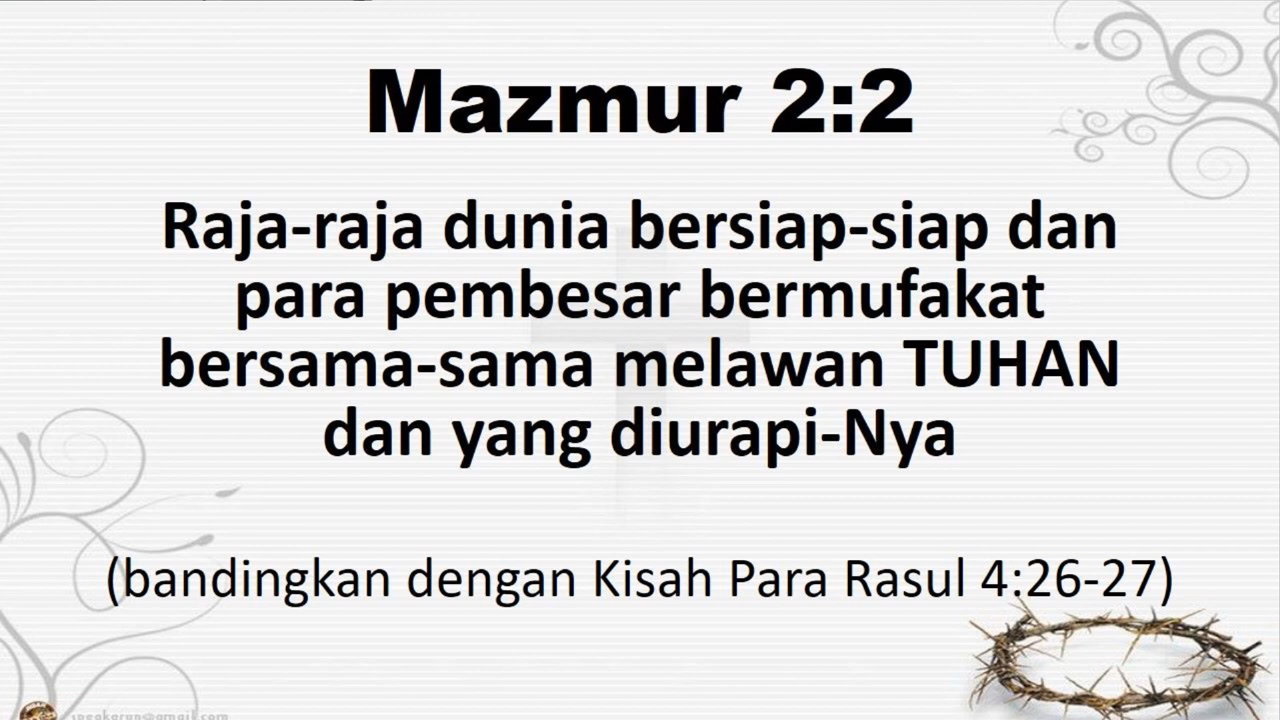 Mazmur 2:2
Raja-raja dunia bersiap-siap dan
para pembesar bermufakat
bersama-sama melawan TUHAN
dan yang diurapi-Nya
(bandingkan dengan Kisah Para Rasul 4:26-27)